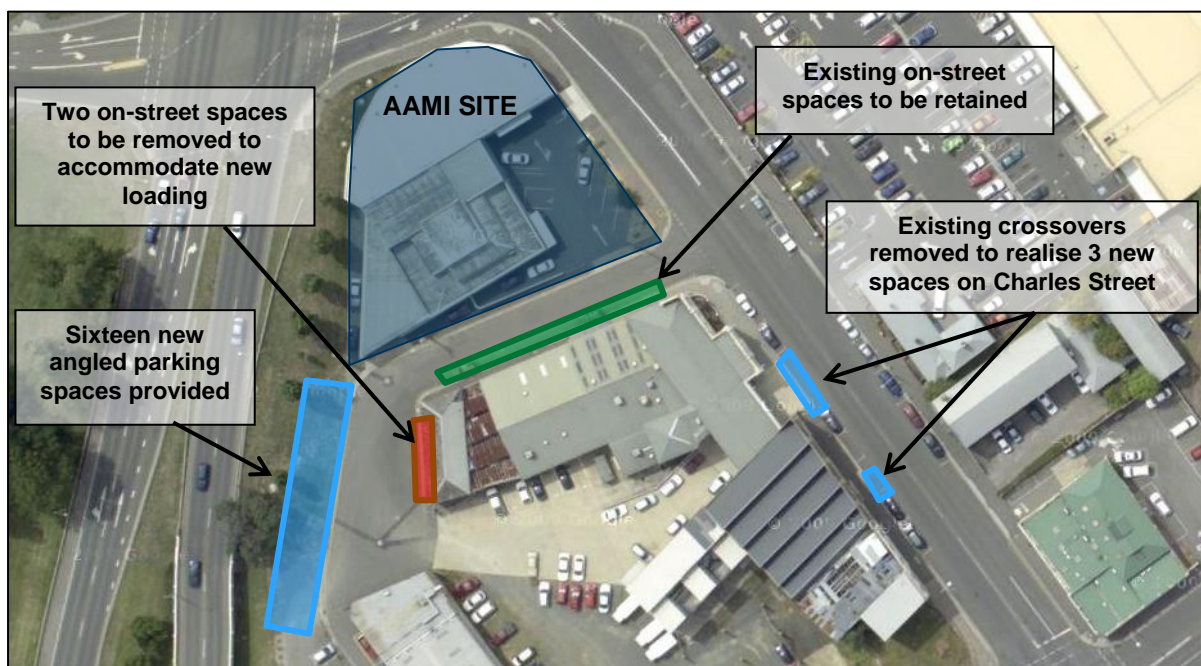 Two on-street spaces
to be removed to
accommodate new
loading
AAMI SITE
Existing on-street
spaces to be retained
Existing crossovers
removed to realise 3 new
spaces on Charles Street
Sixteen new
angled parking
spaces provided